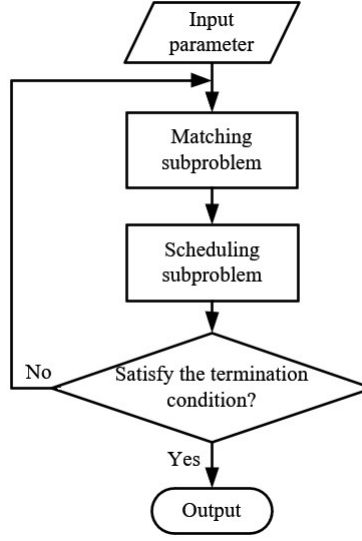 Input
parameter
Matching
subproblem
Scheduling
subproblem
Satisfy the termination
condition?
No
Yes
Output